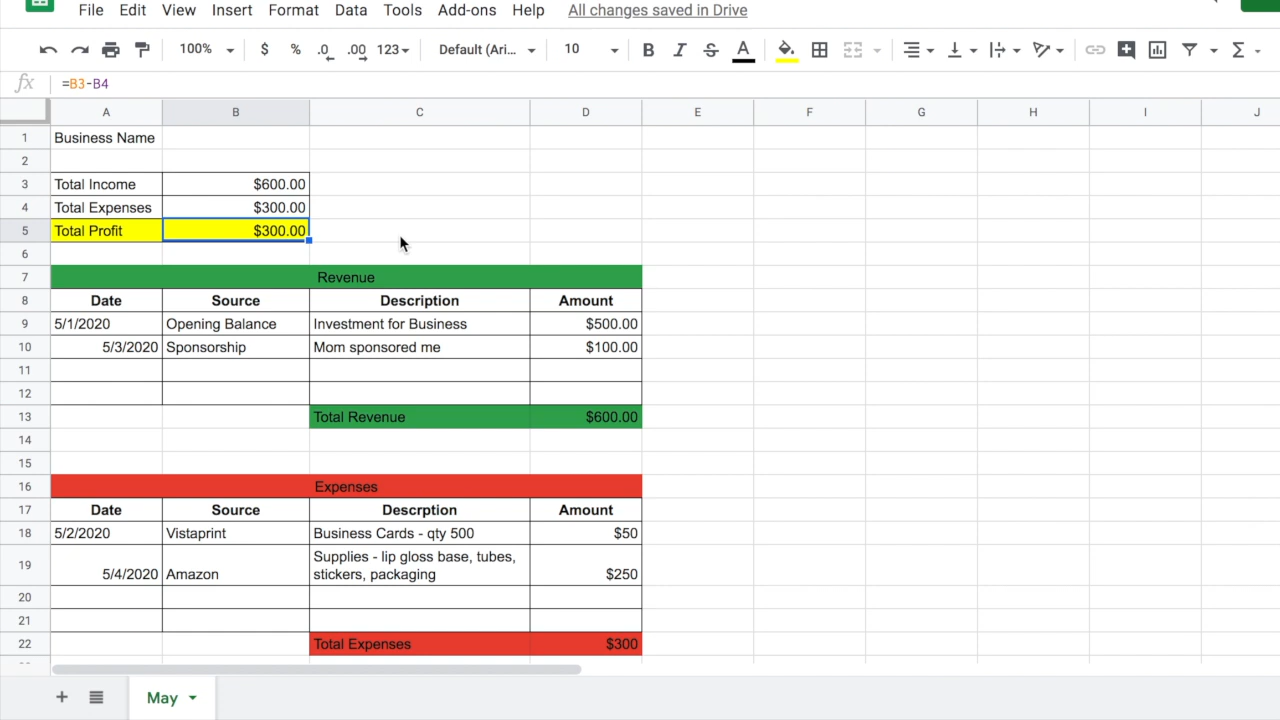 File Edit View Insert Format Data Tools Add-ons Help All changes saved in Drive
100% $ % .0 .00 123 Default (Ari... 10 B I S A
fx =B3-B4
A B C D E F G H I J
1 Business Name
2
3 Total Income $600.00
4 Total Expenses $300.00
5 Total Profit $300.00
6
7 Revenue
8 Date Source Description Amount
9 5/1/2020 Opening Balance Investment for Business $500.00
10 5/3/2020 Sponsorship Mom sponsored me $100.00
11
12
13 Total Revenue $600.00
14
15
16 Expenses
17 Date Source Descrption Amount
18 5/2/2020 Vistaprint Business Cards - qty 500 $50
Supplies - lip gloss base, tubes,
19 5/4/2020 Amazon stickers, packaging $250
20
21
22 Total Expenses $300
May